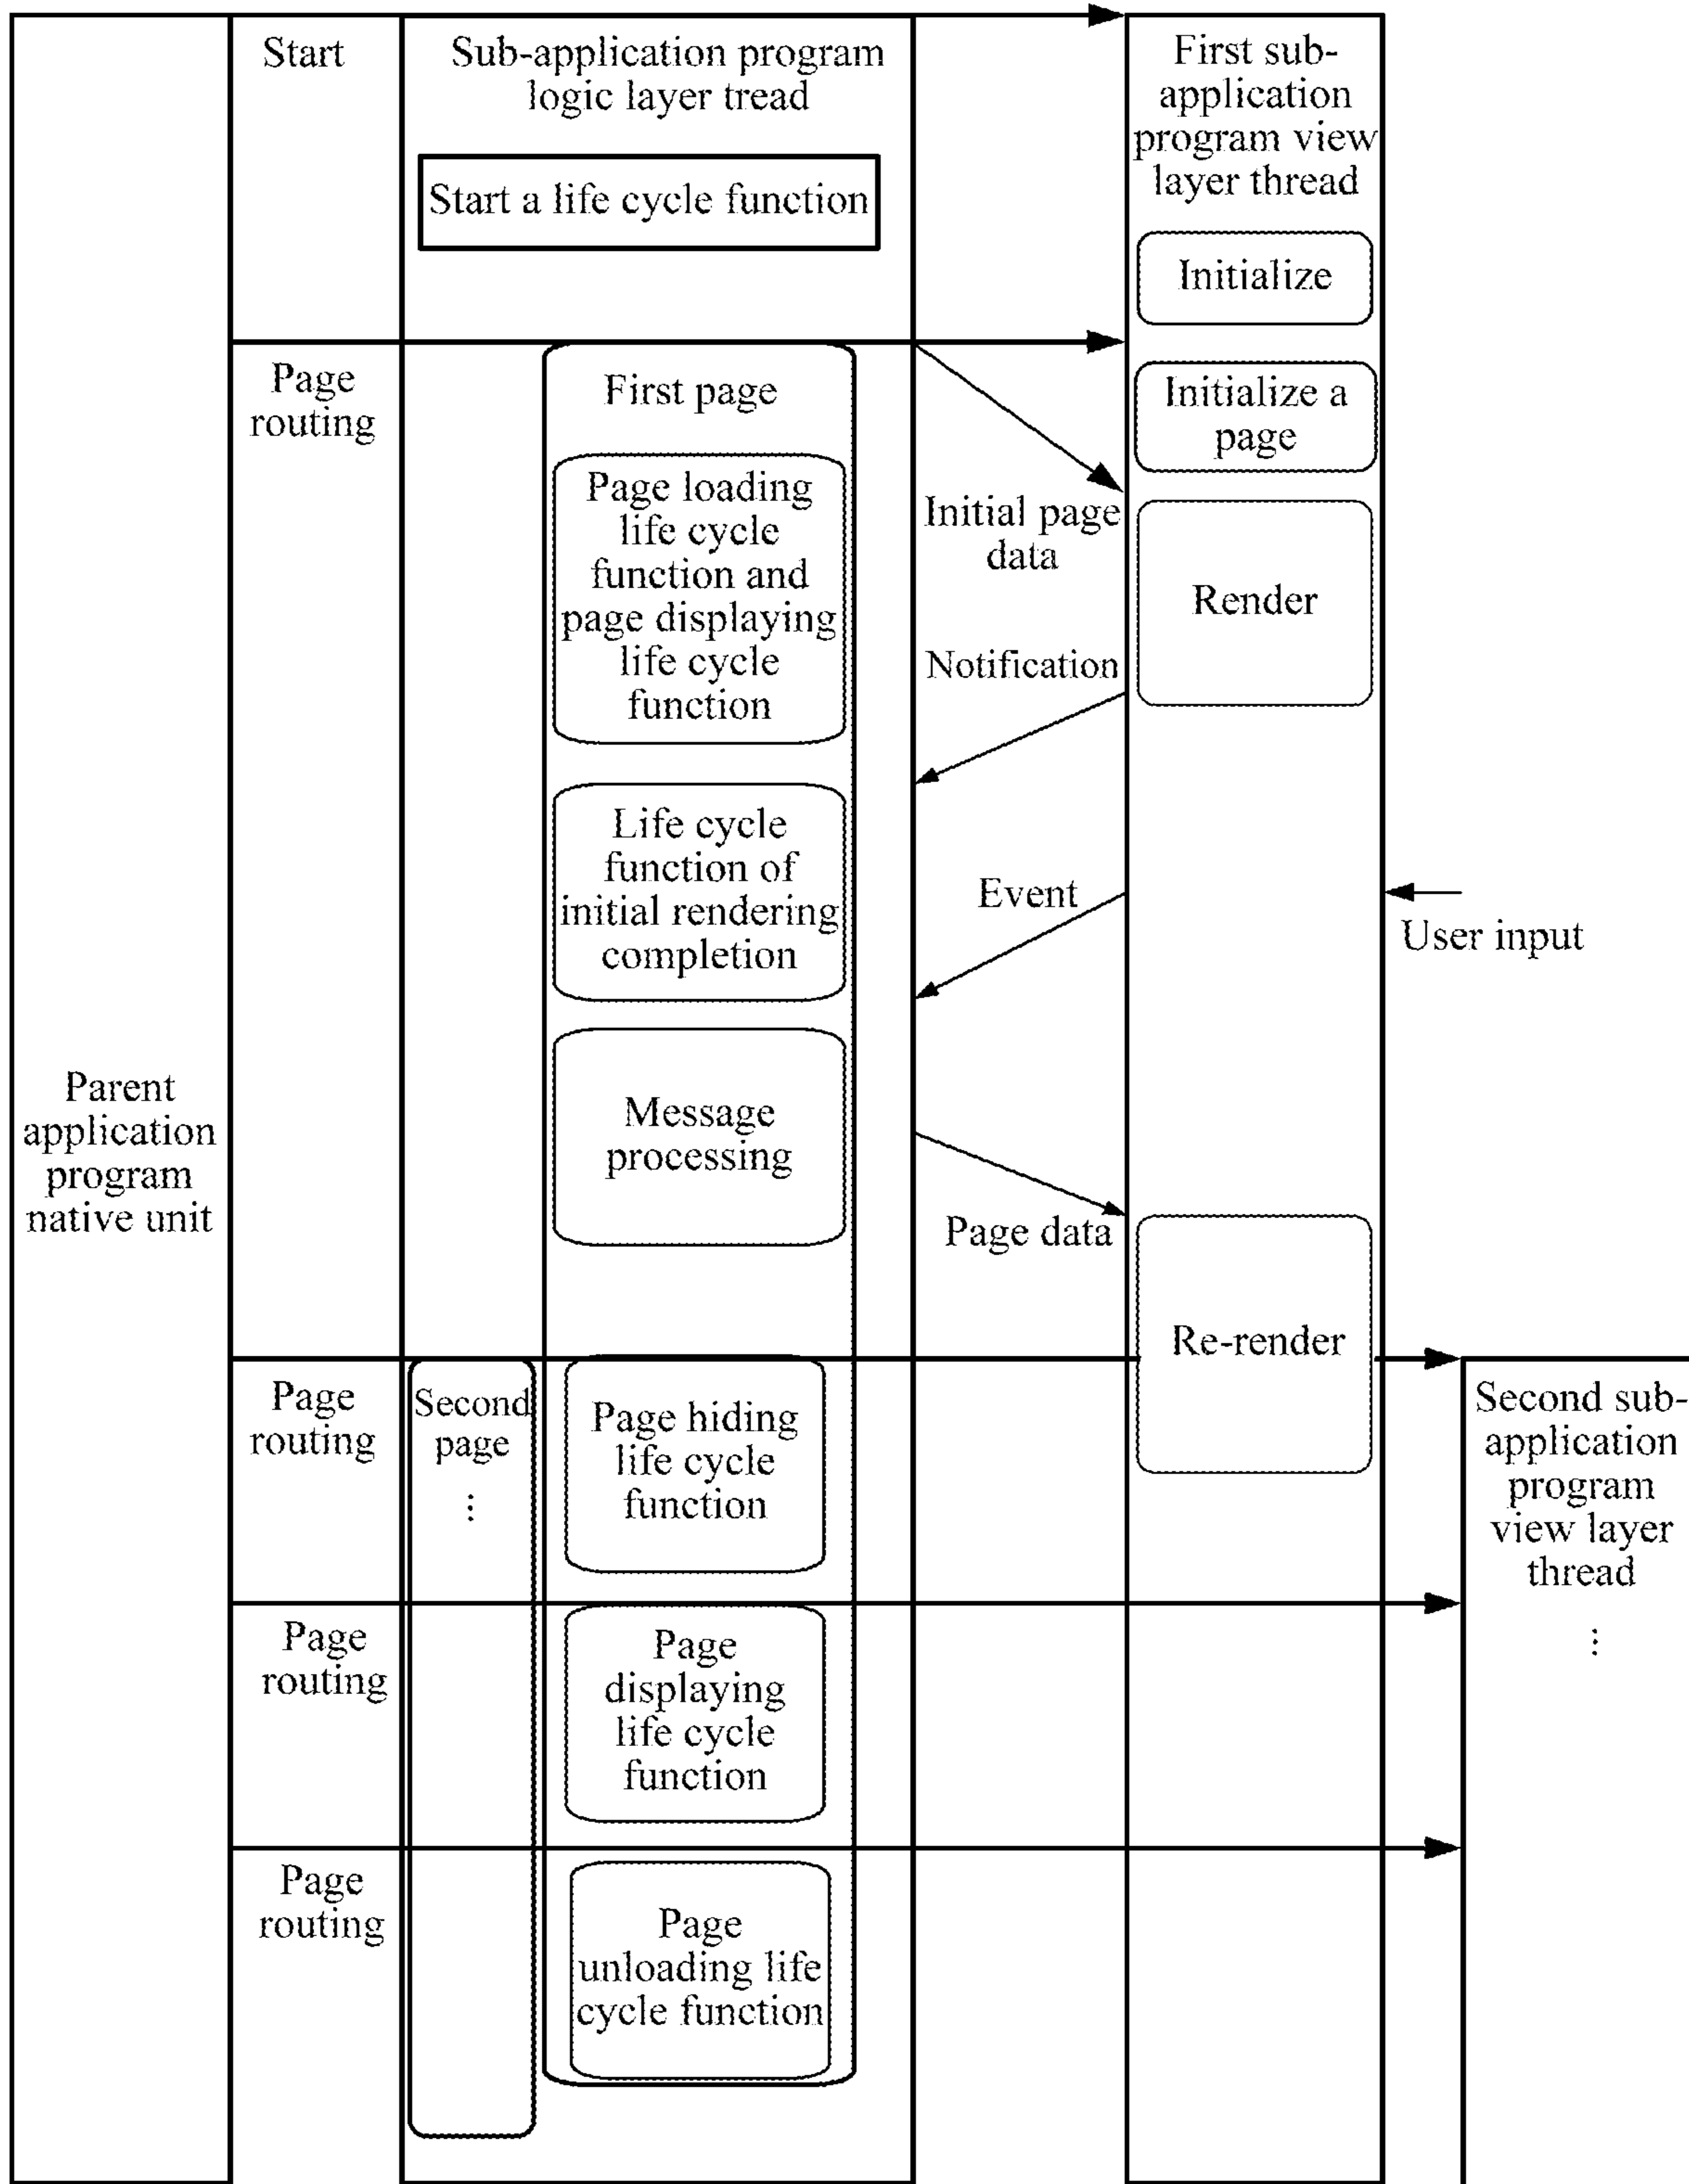 Start
Sub-application program
logic layer tread
Start a life cycle function
First sub-
application
program view
layer thread
Initialize
Page
routing
First page
Initialize a
page
Page loading
life cycle
function and
page displaying
life cycle
function
Initial page
data
Render
Notification
Life cycle
function of
initial rendering
completion
Event
User input
Parent
application
program
native unit
Message
processing
Page data
Re-render
Page
routing
Second
page
⋮
Page hiding
life cycle
function
Second sub-
application
program
view layer
thread
⋮
Page
routing
Page
displaying
life cycle
function
Page
routing
Page
unloading life
cycle function